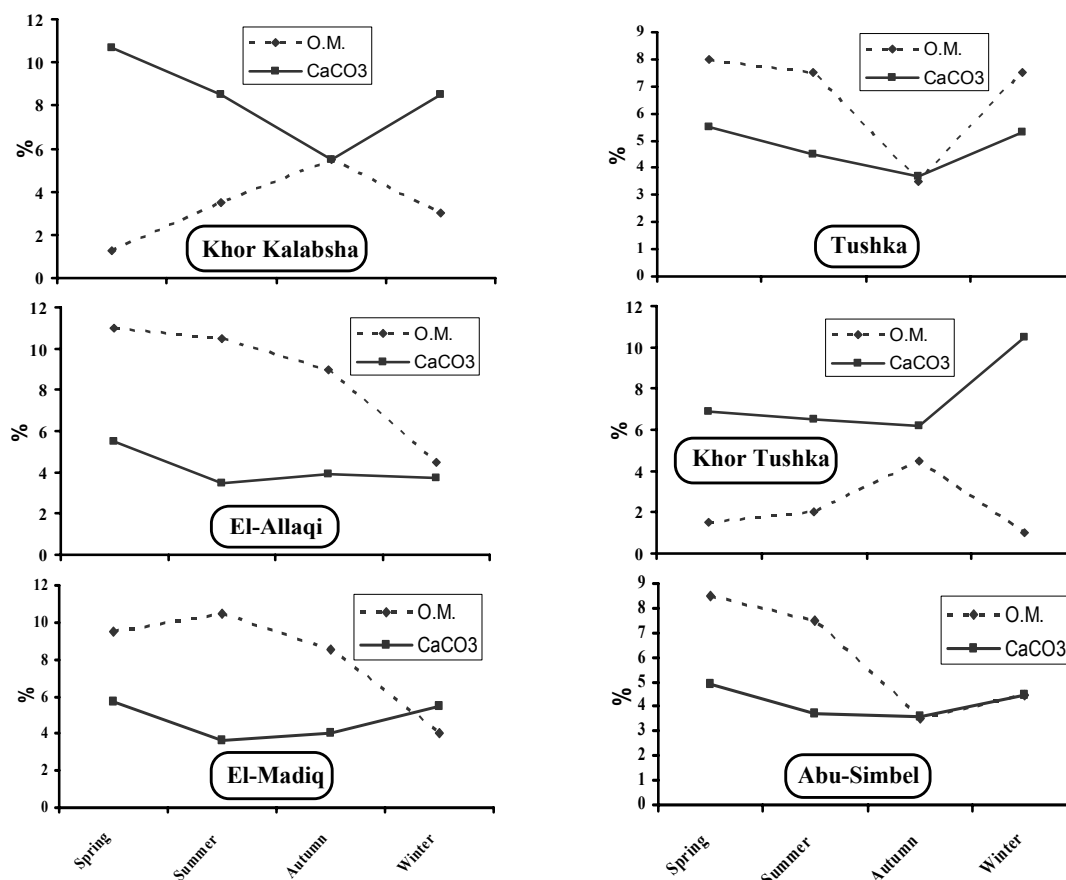 12
10
8
6
4
2
0
%
O.M.
CaCO3
Khor Kalabsha
9
8
7
6
5
4
3
2
1
0
%
O.M.
CaCO3
Tushka
12
10
8
6
4
2
0
%
O.M.
CaCO3
El-Allaqi
12
10
8
6
4
2
0
%
O.M.
CaCO3
Khor Tushka
12
10
8
6
4
2
0
%
O.M.
CaCO3
El-Madiq
Spring
Summer
Autumn
Winter
9
8
7
6
5
4
3
2
1
0
%
O.M.
CaCO3
Abu-Simbel
Spring
Summer
Autumn
Winter